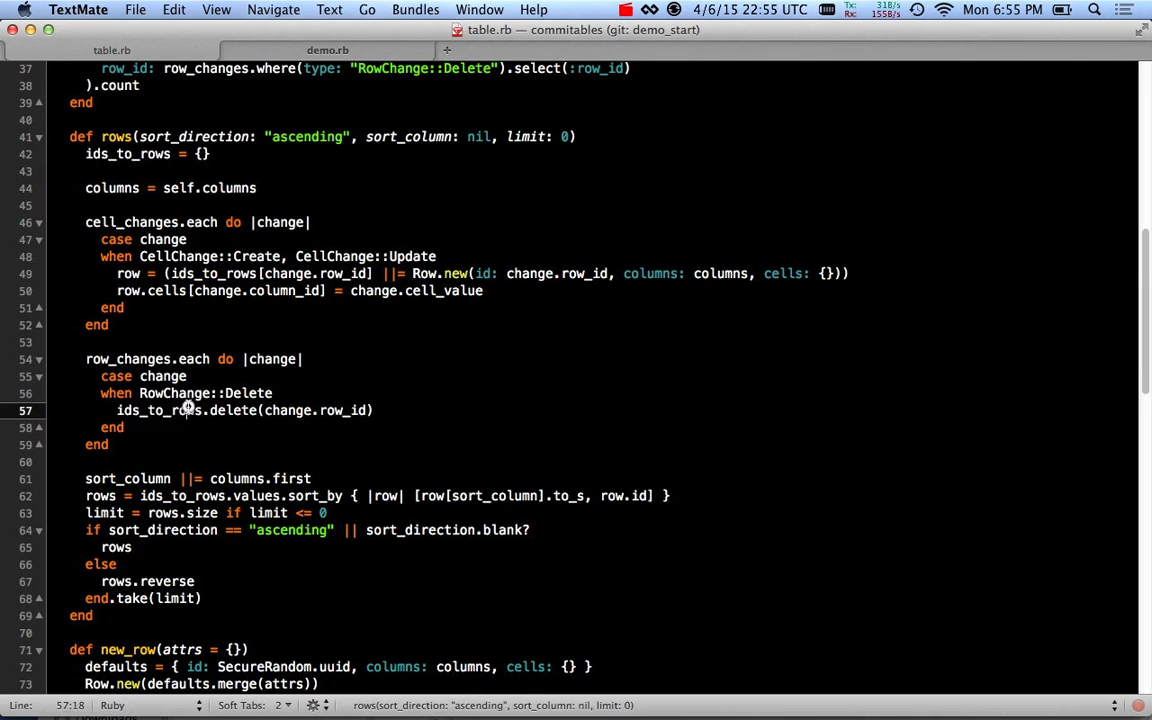 TextMate File Edit View Navigate Text Go Bundles Window Help 4/6/15 22:55 UTC Tx: 31B/s Rx: 155B/s Mon 6:55 PM
table.rb — commitables (git: demo_start)
table.rb demo.rb +
37 row_id: row_changes.where(type: "RowChange::Delete").select(:row_id)
38 ).count
39 end
40
41 def rows(sort_direction: "ascending", sort_column: nil, limit: 0)
42 ids_to_rows = {}
43
44 columns = self.columns
45
46 cell_changes.each do |change|
47 case change
48 when CellChange::Create, CellChange::Update
49 row = (ids_to_rows[change.row_id] ||= Row.new(id: change.row_id, columns: columns, cells: {}))
50 row.cells[change.column_id] = change.cell_value
51 end
52 end
53
54 row_changes.each do |change|
55 case change
56 when RowChange::Delete
57 ids_to_rows.delete(change.row_id)
58 end
59 end
60
61 sort_column ||= columns.first
62 rows = ids_to_rows.values.sort_by { |row| [row[sort_column].to_s, row.id] }
63 limit = rows.size if limit <= 0
64 if sort_direction == "ascending" || sort_direction.blank?
65 rows
66 else
67 rows.reverse
68 end.take(limit)
69 end
70
71 def new_row(attrs = {})
72 defaults = { id: SecureRandom.uuid, columns: columns, cells: {} }
73 Row.new(defaults.merge(attrs))
Line: 57:18 Ruby Soft Tabs: 2 rows(sort_direction: "ascending", sort_column: nil, limit: 0)